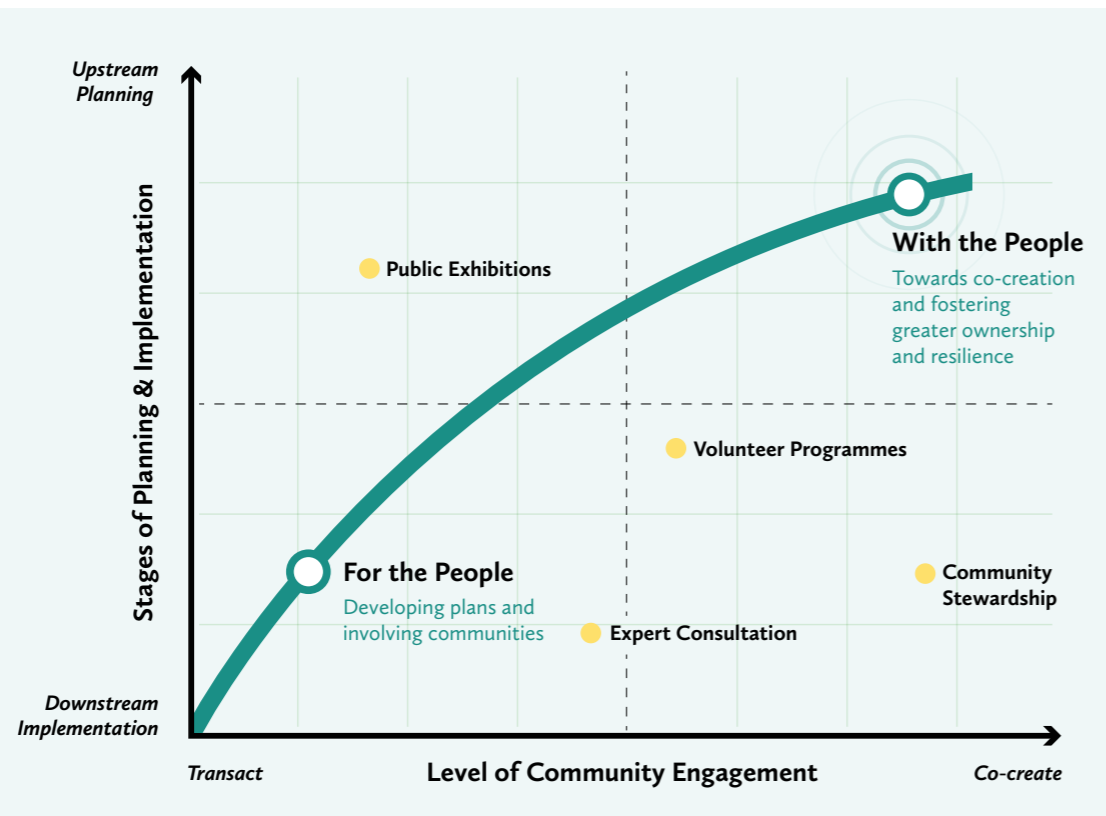 Upstream
Planning
Stages of Planning & Implementation
Public Exhibitions
With the People
Towards co-creation
and fostering
greater ownership
and resilience
Volunteer Programmes
For the People
Developing plans and
involving communities
Community
Stewardship
Expert Consultation
Downstream
Implementation
Transact
Level of Community Engagement
Co-create